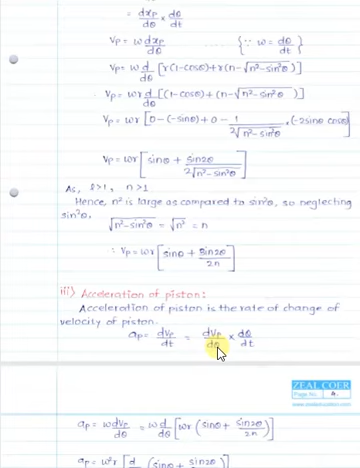 = dxp/dθ × dθ/dt
Vp = ω dxp/dθ {∵ ω = dθ/dt}
Vp = ω d/dθ [r(1-cosθ)+r(n-√n²-sin²θ)]
∴ Vp = ωr d/dθ [(1-cosθ)+(n-√n²-sin²θ)]
Vp = ωr [0-(-sinθ)+0- 1/2√n²-sin²θ ×(-2sinθ cosθ)]
Vp = ωr [sinθ + sin2θ/2√n²-sin²θ]
As, l>1, n>1
Hence, n² is large as compared to sin²θ, so neglecting
sin²θ,
√n²-sin²θ = √n² = n
∴ Vp = ωr [sinθ + sin2θ/2n]
iii) Acceleration of piston:
Acceleration of piston is the rate of change of
velocity of piston.
ap = dVp/dt = dVp/dθ × dθ/dt
ZEAL COER
Page No. 4.
ap = ω dVp/dθ = ω d/dθ [ωr (sinθ + sin2θ/2n)]
ap = ω²r [d/dθ (sinθ + sin2θ/2n)]